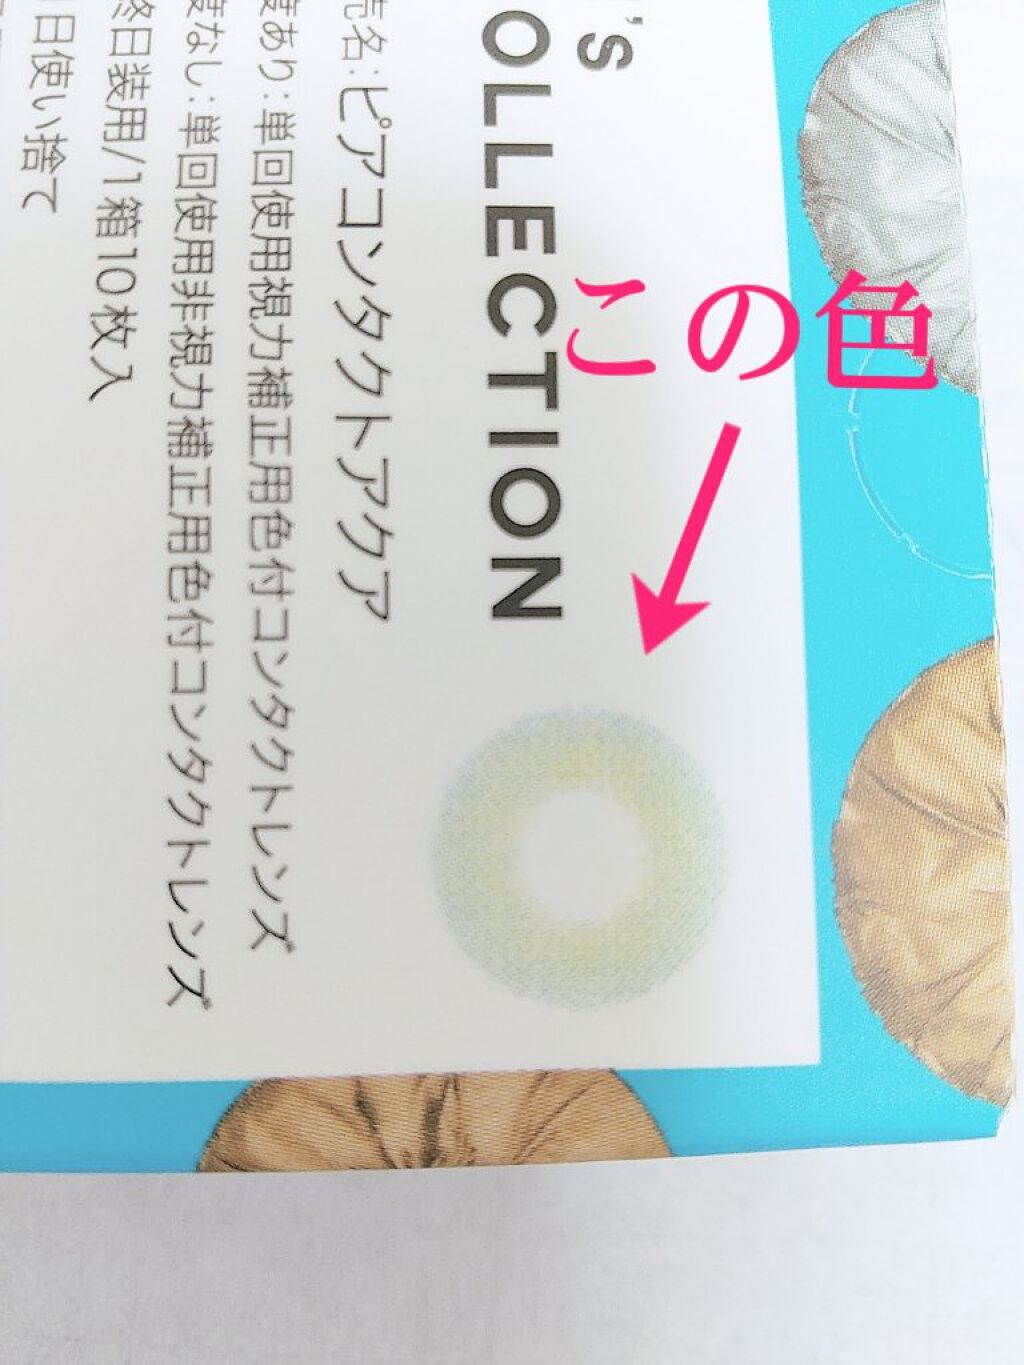 's
OLLECTION
売名:ピアコンタクトアクア
度あり:単回使用視力補正用色付コンタクトレンズ
度なし:単回使用非視力補正用色付コンタクトレンズ
終日装用/1箱10枚入
日使い捨て
この色